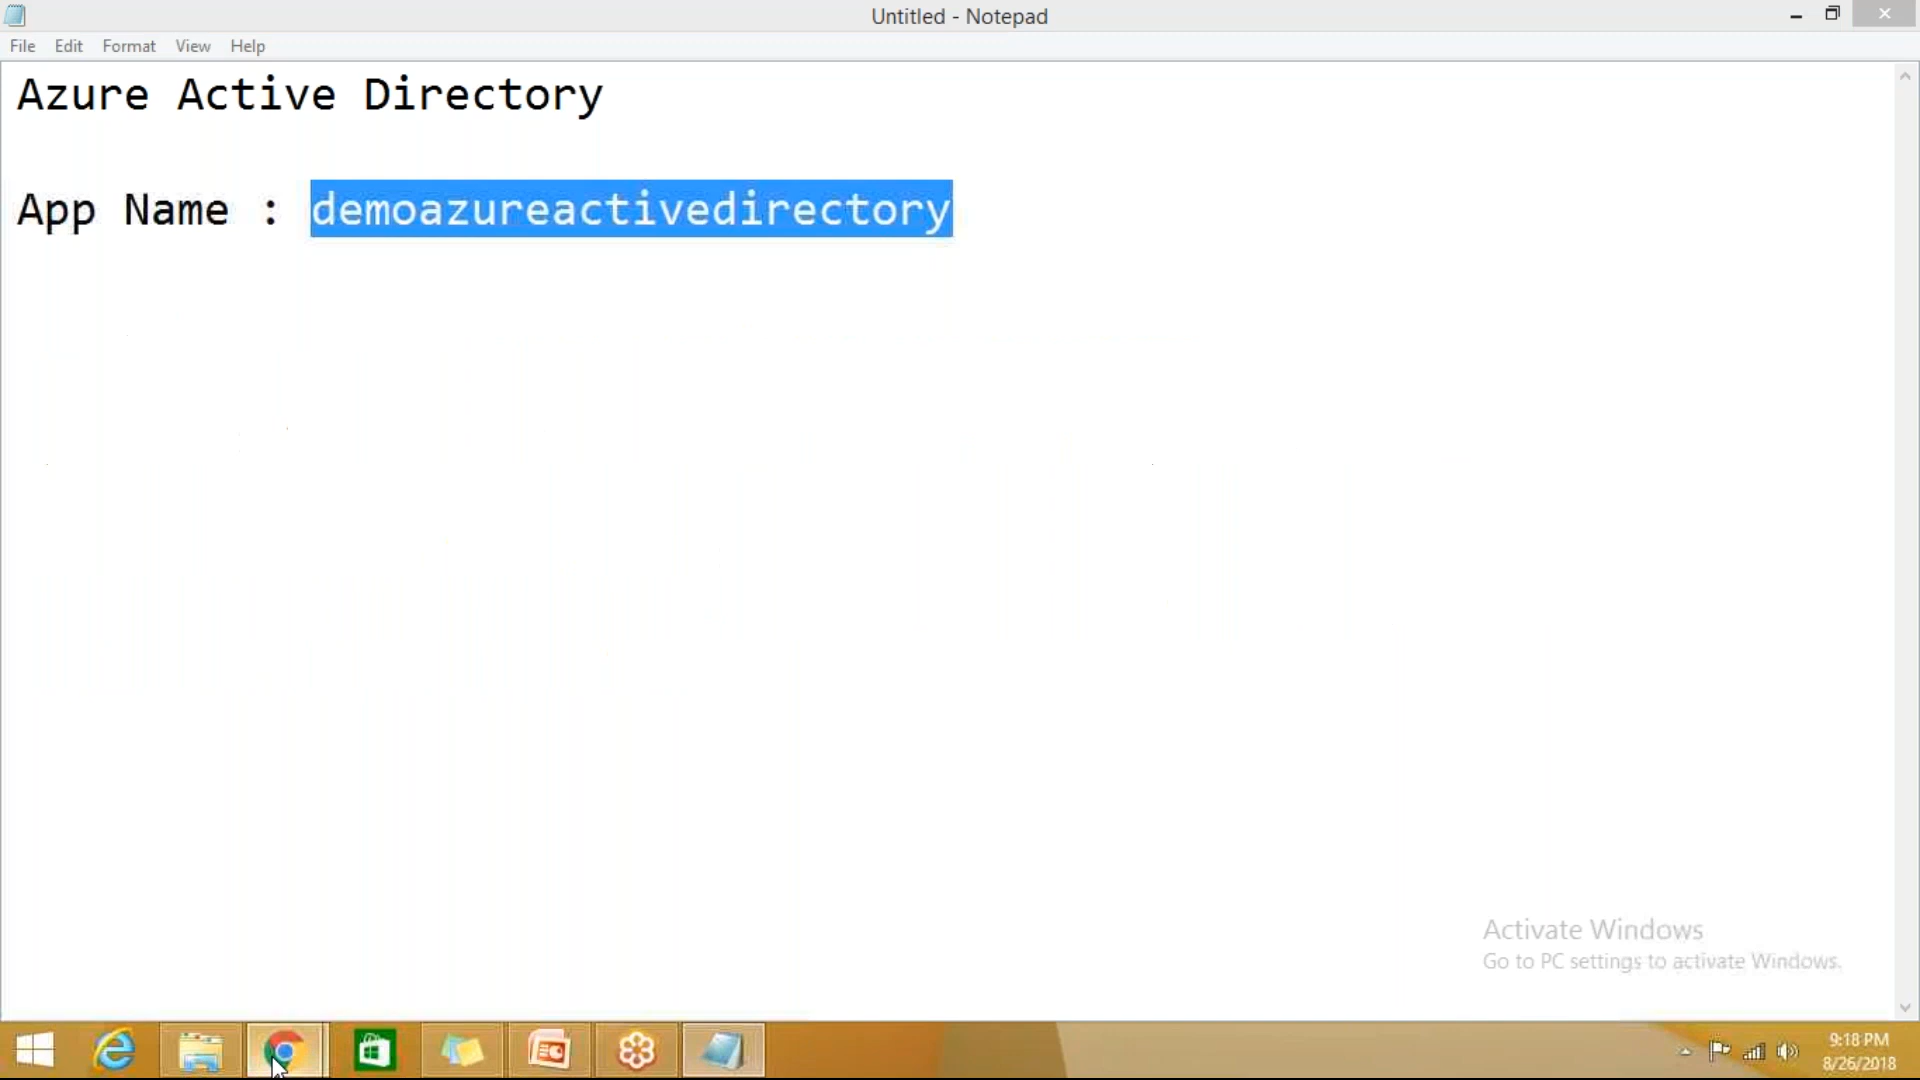 Untitled - Notepad
File Edit Format View Help
Azure Active Directory
App Name : demoazureactivedirectory
Activate Windows
Go to PC settings to activate Windows.
9:18 PM
8/26/2018